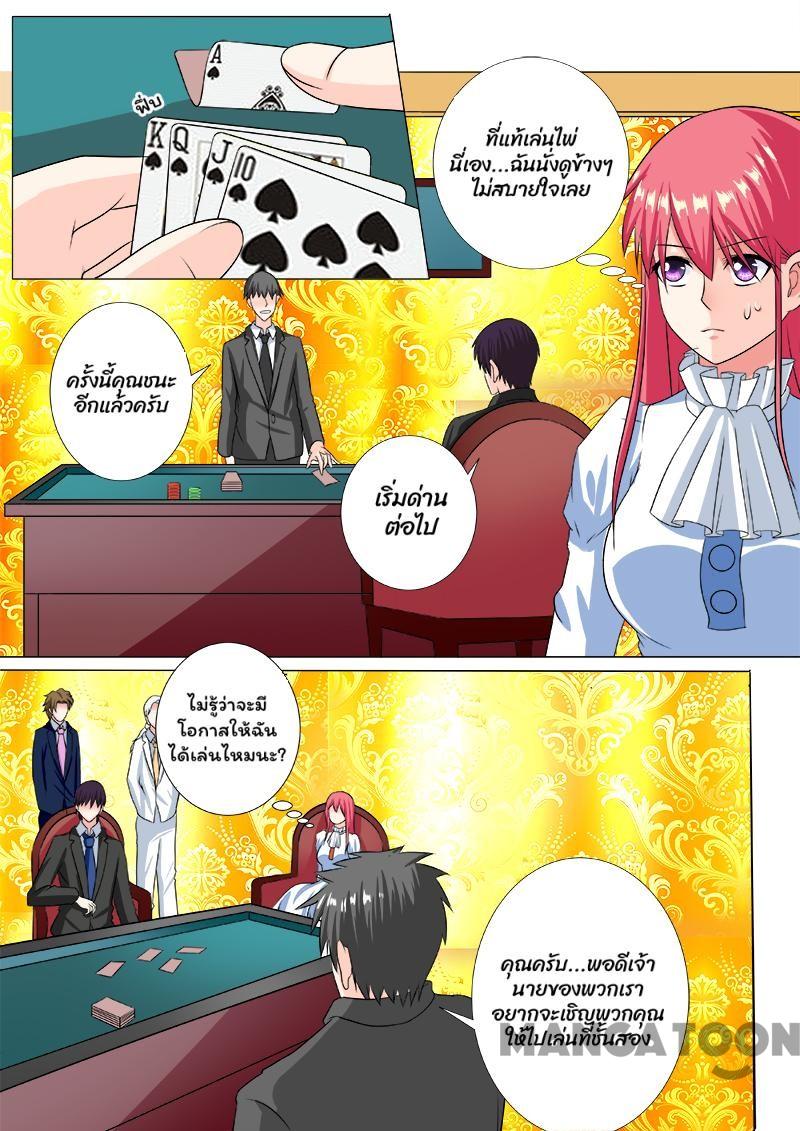 A
ฟึ่บ
K Q J 10
ที่แท้เล่นไพ่
นี่เอง...ฉันนั่งดูข้างๆ
ไม่สบายใจเลย
ครั้งนี้คุณชนะ
อีกแล้วครับ
เริ่มด่าน
ต่อไป
ไม่รู้ว่าจะมี
โอกาสให้ฉัน
ได้เล่นไหมนะ?
คุณครับ...พอดีเจ้า
นายของพวกเรา
อยากจะเชิญพวกคุณ
ให้ไปเล่นที่ชั้นสอง
MANGATOON